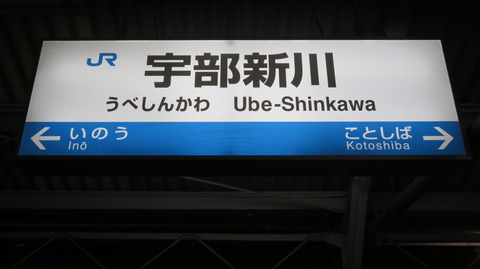 JR
宇部新川
うべしんかわ Ube-Shinkawa
← いのう ことしば →
Inō Kotoshiba